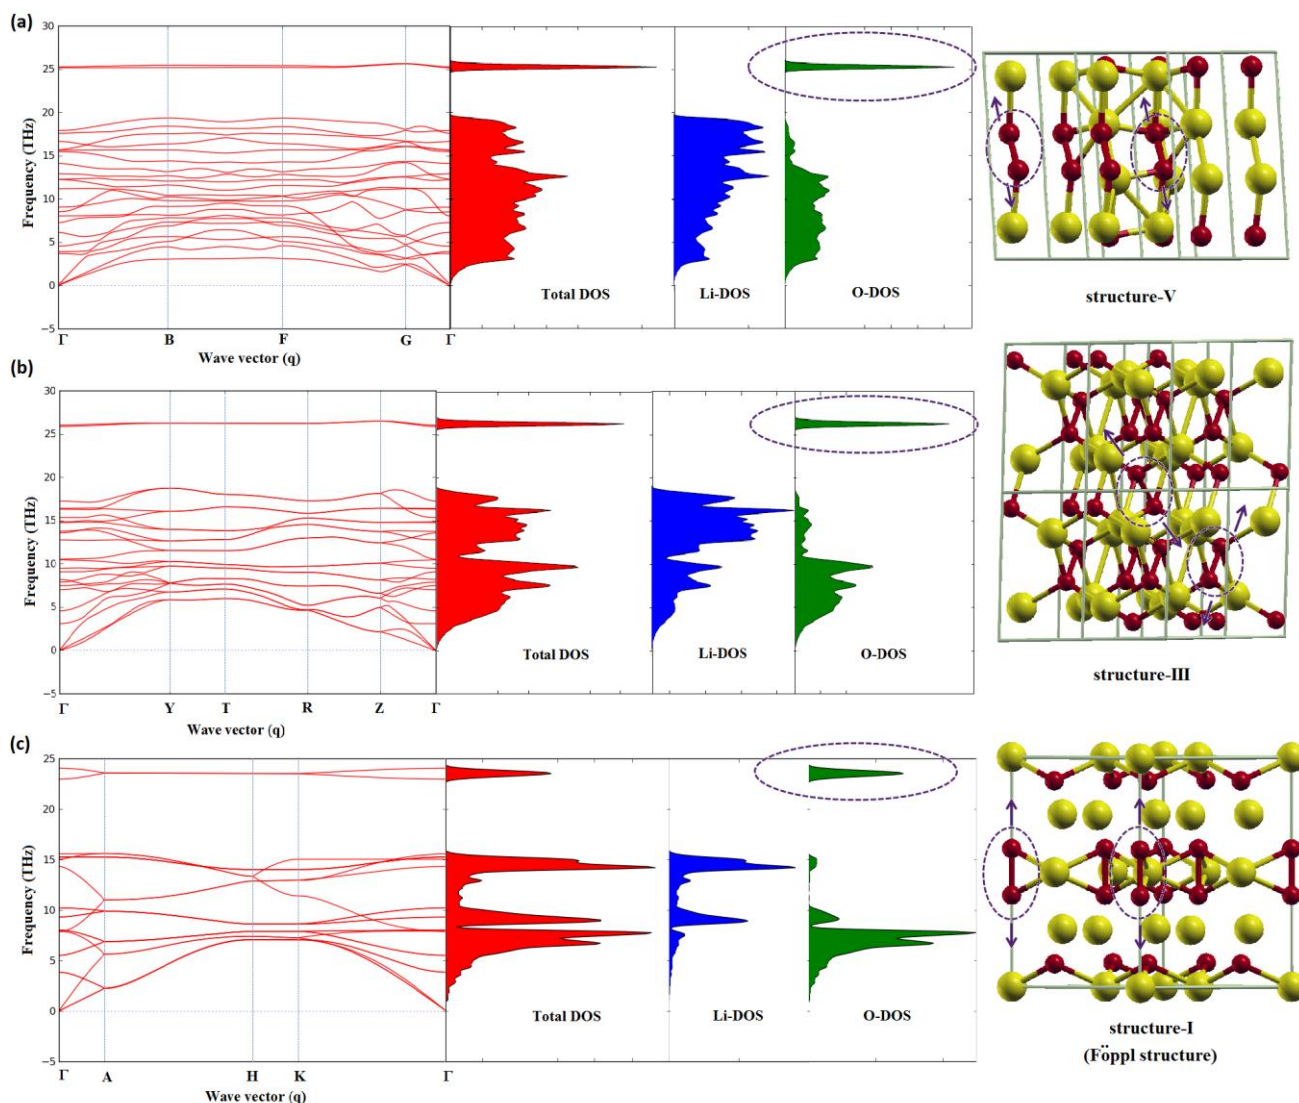 (a)
30
25
20
15
10
5
0
−5
Frequency (THz)
Γ B F G Γ
Wave vector (q)
Total DOS
Li-DOS
O-DOS
structure-V
(b)
30
25
20
15
10
5
0
−5
Frequency (THz)
Γ Y T R Z Γ
Wave vector (q)
Total DOS
Li-DOS
O-DOS
structure-III
(c)
25
20
15
10
5
0
−5
Frequency (THz)
Γ A H K Γ
Wave vector (q)
Total DOS
Li-DOS
O-DOS
structure-I
(Föppl structure)